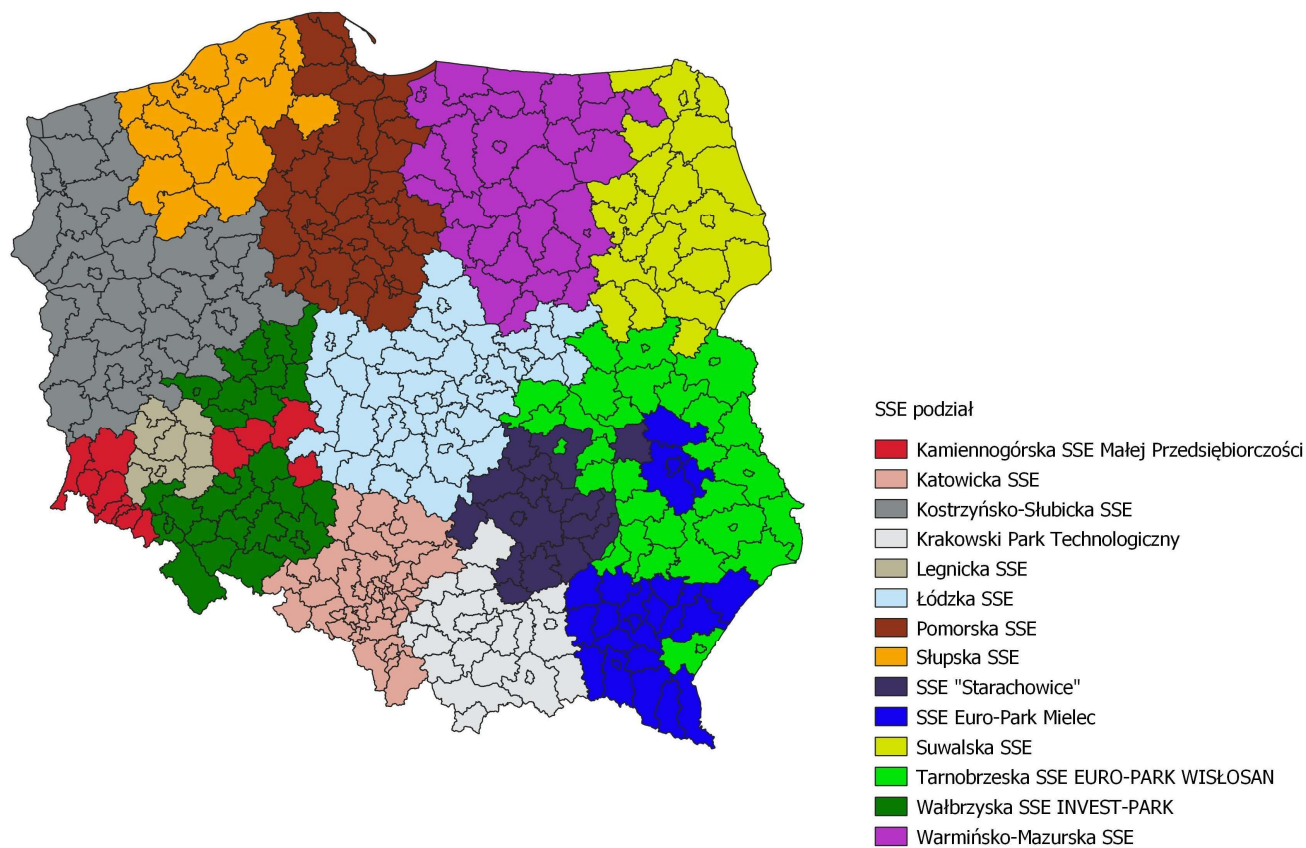 SSE podział
Kamiennogórska SSE Małej Przedsiębiorczości
Katowicka SSE
Kostrzyńsko-Słubicka SSE
Krakowski Park Technologiczny
Legnicka SSE
Łódzka SSE
Pomorska SSE
Słupska SSE
SSE "Starachowice"
SSE Euro-Park Mielec
Suwalska SSE
Tarnobrzeska SSE EURO-PARK WISŁOSAN
Wałbrzyska SSE INVEST-PARK
Warmińsko-Mazurska SSE